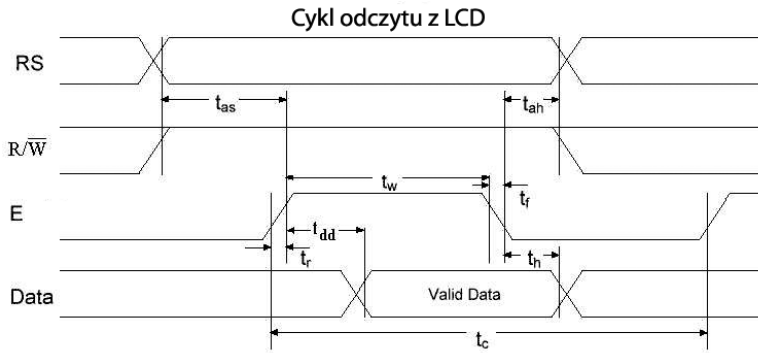 Cykl odczytu z LCD
RS
tas
tah
R/W̅
tw
tf
E
tdd
tr
th
Data
Valid Data
tc